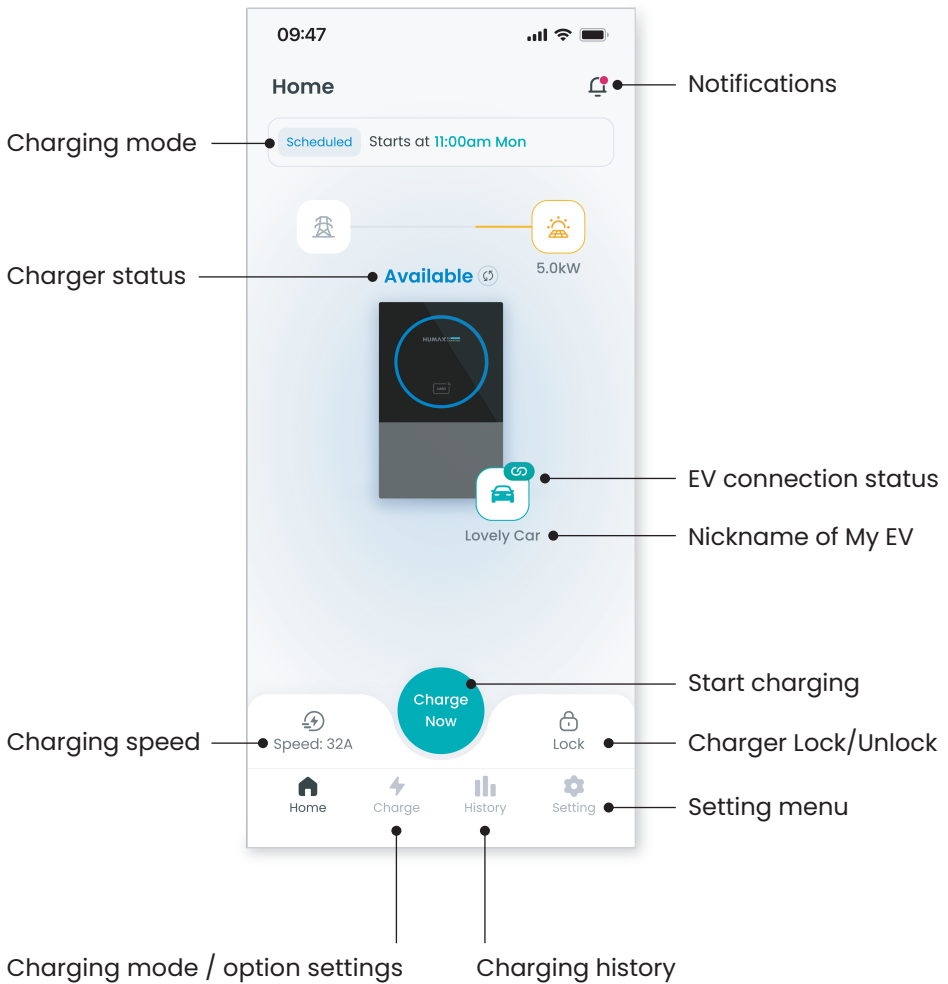 09:47
Home
Notifications
Charging mode
Scheduled Starts at 11:00am Mon
Charger status
Available
5.0kW
HUMAX
EV connection status
Lovely Car
Nickname of My EV
Charge
Now
Start charging
Charging speed
Speed: 32A
Lock
Charger Lock/Unlock
Home
Charge
History
Setting
Setting menu
Charging mode / option settings
Charging history